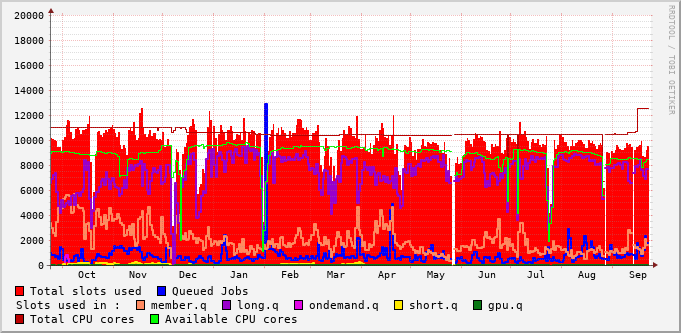 20000
18000
16000
14000
12000
10000
8000
6000
4000
2000
0
Oct Nov Dec Jan Feb Mar Apr May Jun Jul Aug Sep
Total slots used Queued Jobs
Slots used in : member.q long.q ondemand.q short.q gpu.q
Total CPU cores Available CPU cores
RRDTOOL / TOBI OETIKER